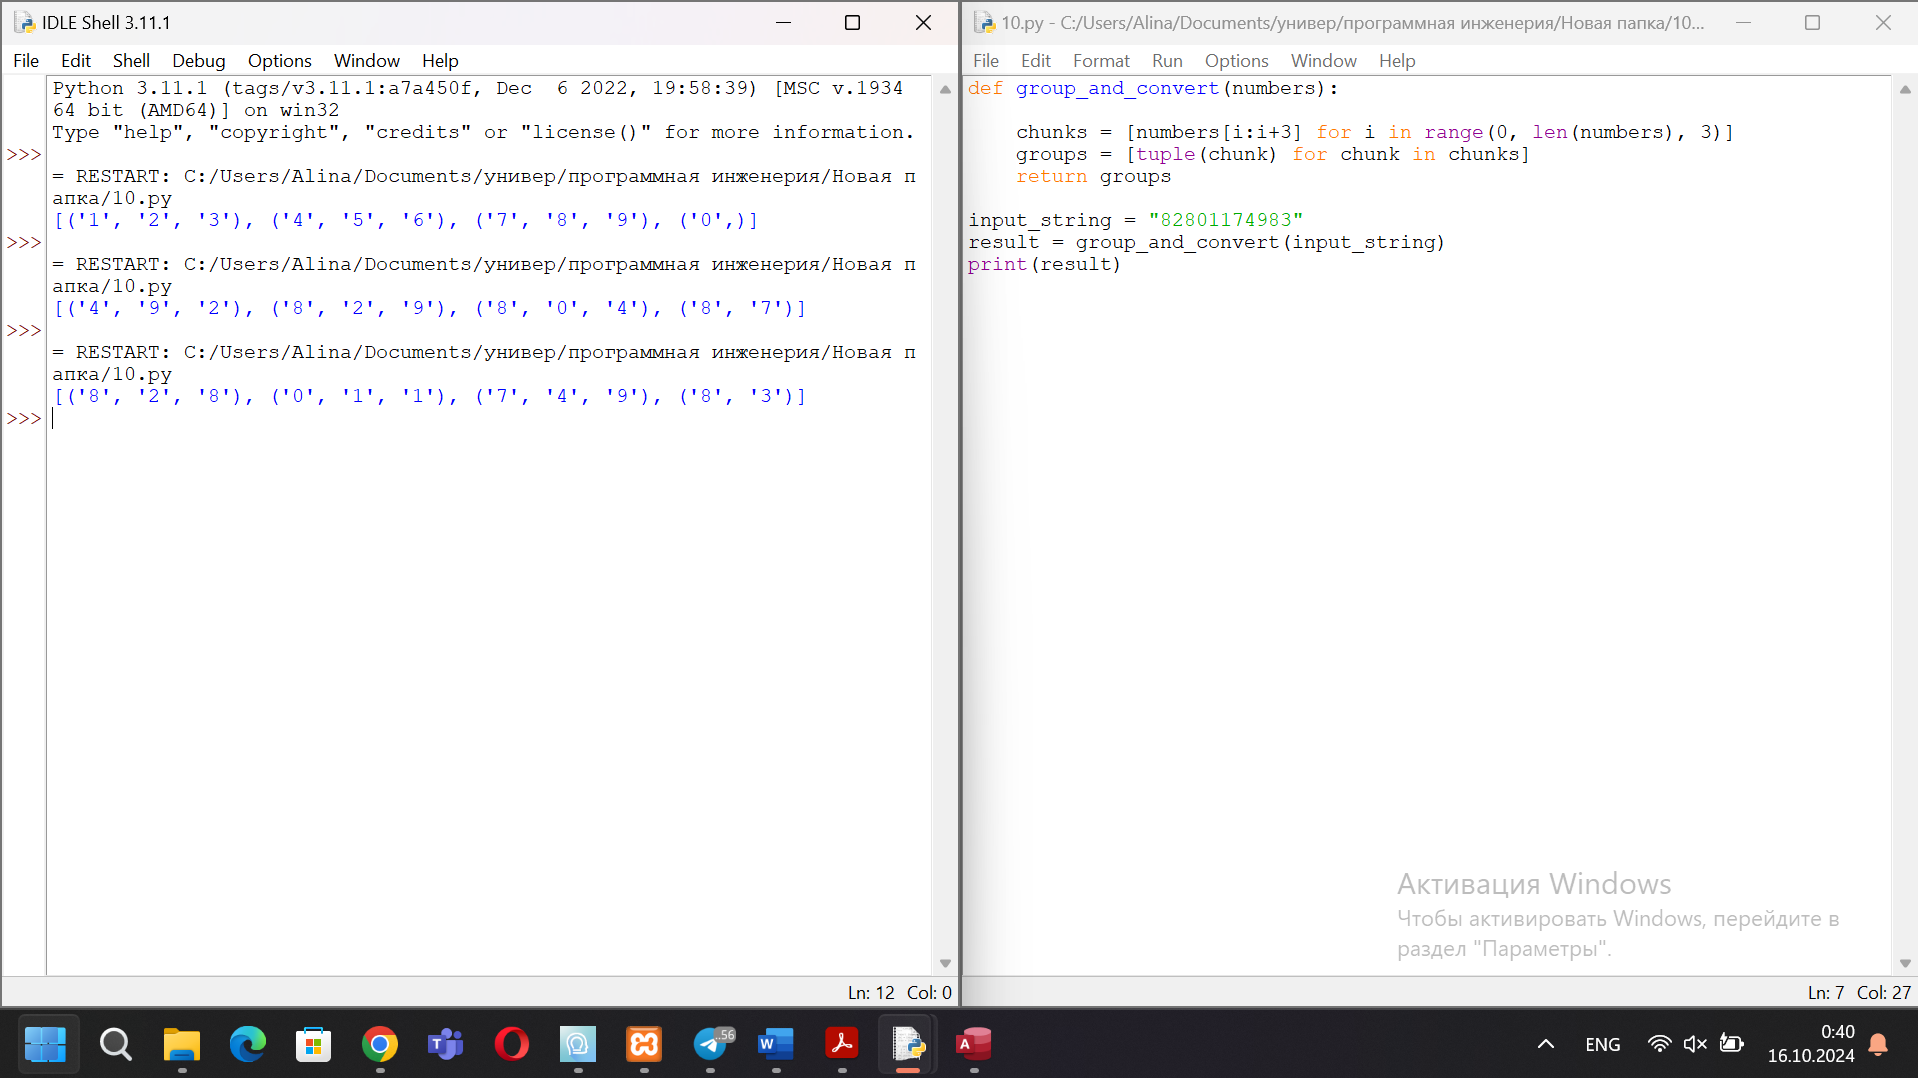 IDLE Shell 3.11.1
File Edit Shell Debug Options Window Help
Python 3.11.1 (tags/v3.11.1:a7a450f, Dec  6 2022, 19:58:39) [MSC v.1934
64 bit (AMD64)] on win32
Type "help", "copyright", "credits" or "license()" for more information.
>>>
= RESTART: C:/Users/Alina/Documents/универ/программная инженерия/Новая п
апка/10.py
[('1', '2', '3'), ('4', '5', '6'), ('7', '8', '9'), ('0',)]
>>>
= RESTART: C:/Users/Alina/Documents/универ/программная инженерия/Новая п
апка/10.py
[('4', '9', '2'), ('8', '2', '9'), ('8', '0', '4'), ('8', '7')]
>>>
= RESTART: C:/Users/Alina/Documents/универ/программная инженерия/Новая п
апка/10.py
[('8', '2', '8'), ('0', '1', '1'), ('7', '4', '9'), ('8', '3')]
>>>
Ln: 12 Col: 0
10.py - C:/Users/Alina/Documents/универ/программная инженерия/Новая папка/10...
File Edit Format Run Options Window Help
def group_and_convert(numbers):
    chunks = [numbers[i:i+3] for i in range(0, len(numbers), 3)]
    groups = [tuple(chunk) for chunk in chunks]
    return groups
input_string = "82801174983"
result = group_and_convert(input_string)
print(result)
Активация Windows
Чтобы активировать Windows, перейдите в
раздел "Параметры".
Ln: 7 Col: 27
..56
ENG
0:40
16.10.2024